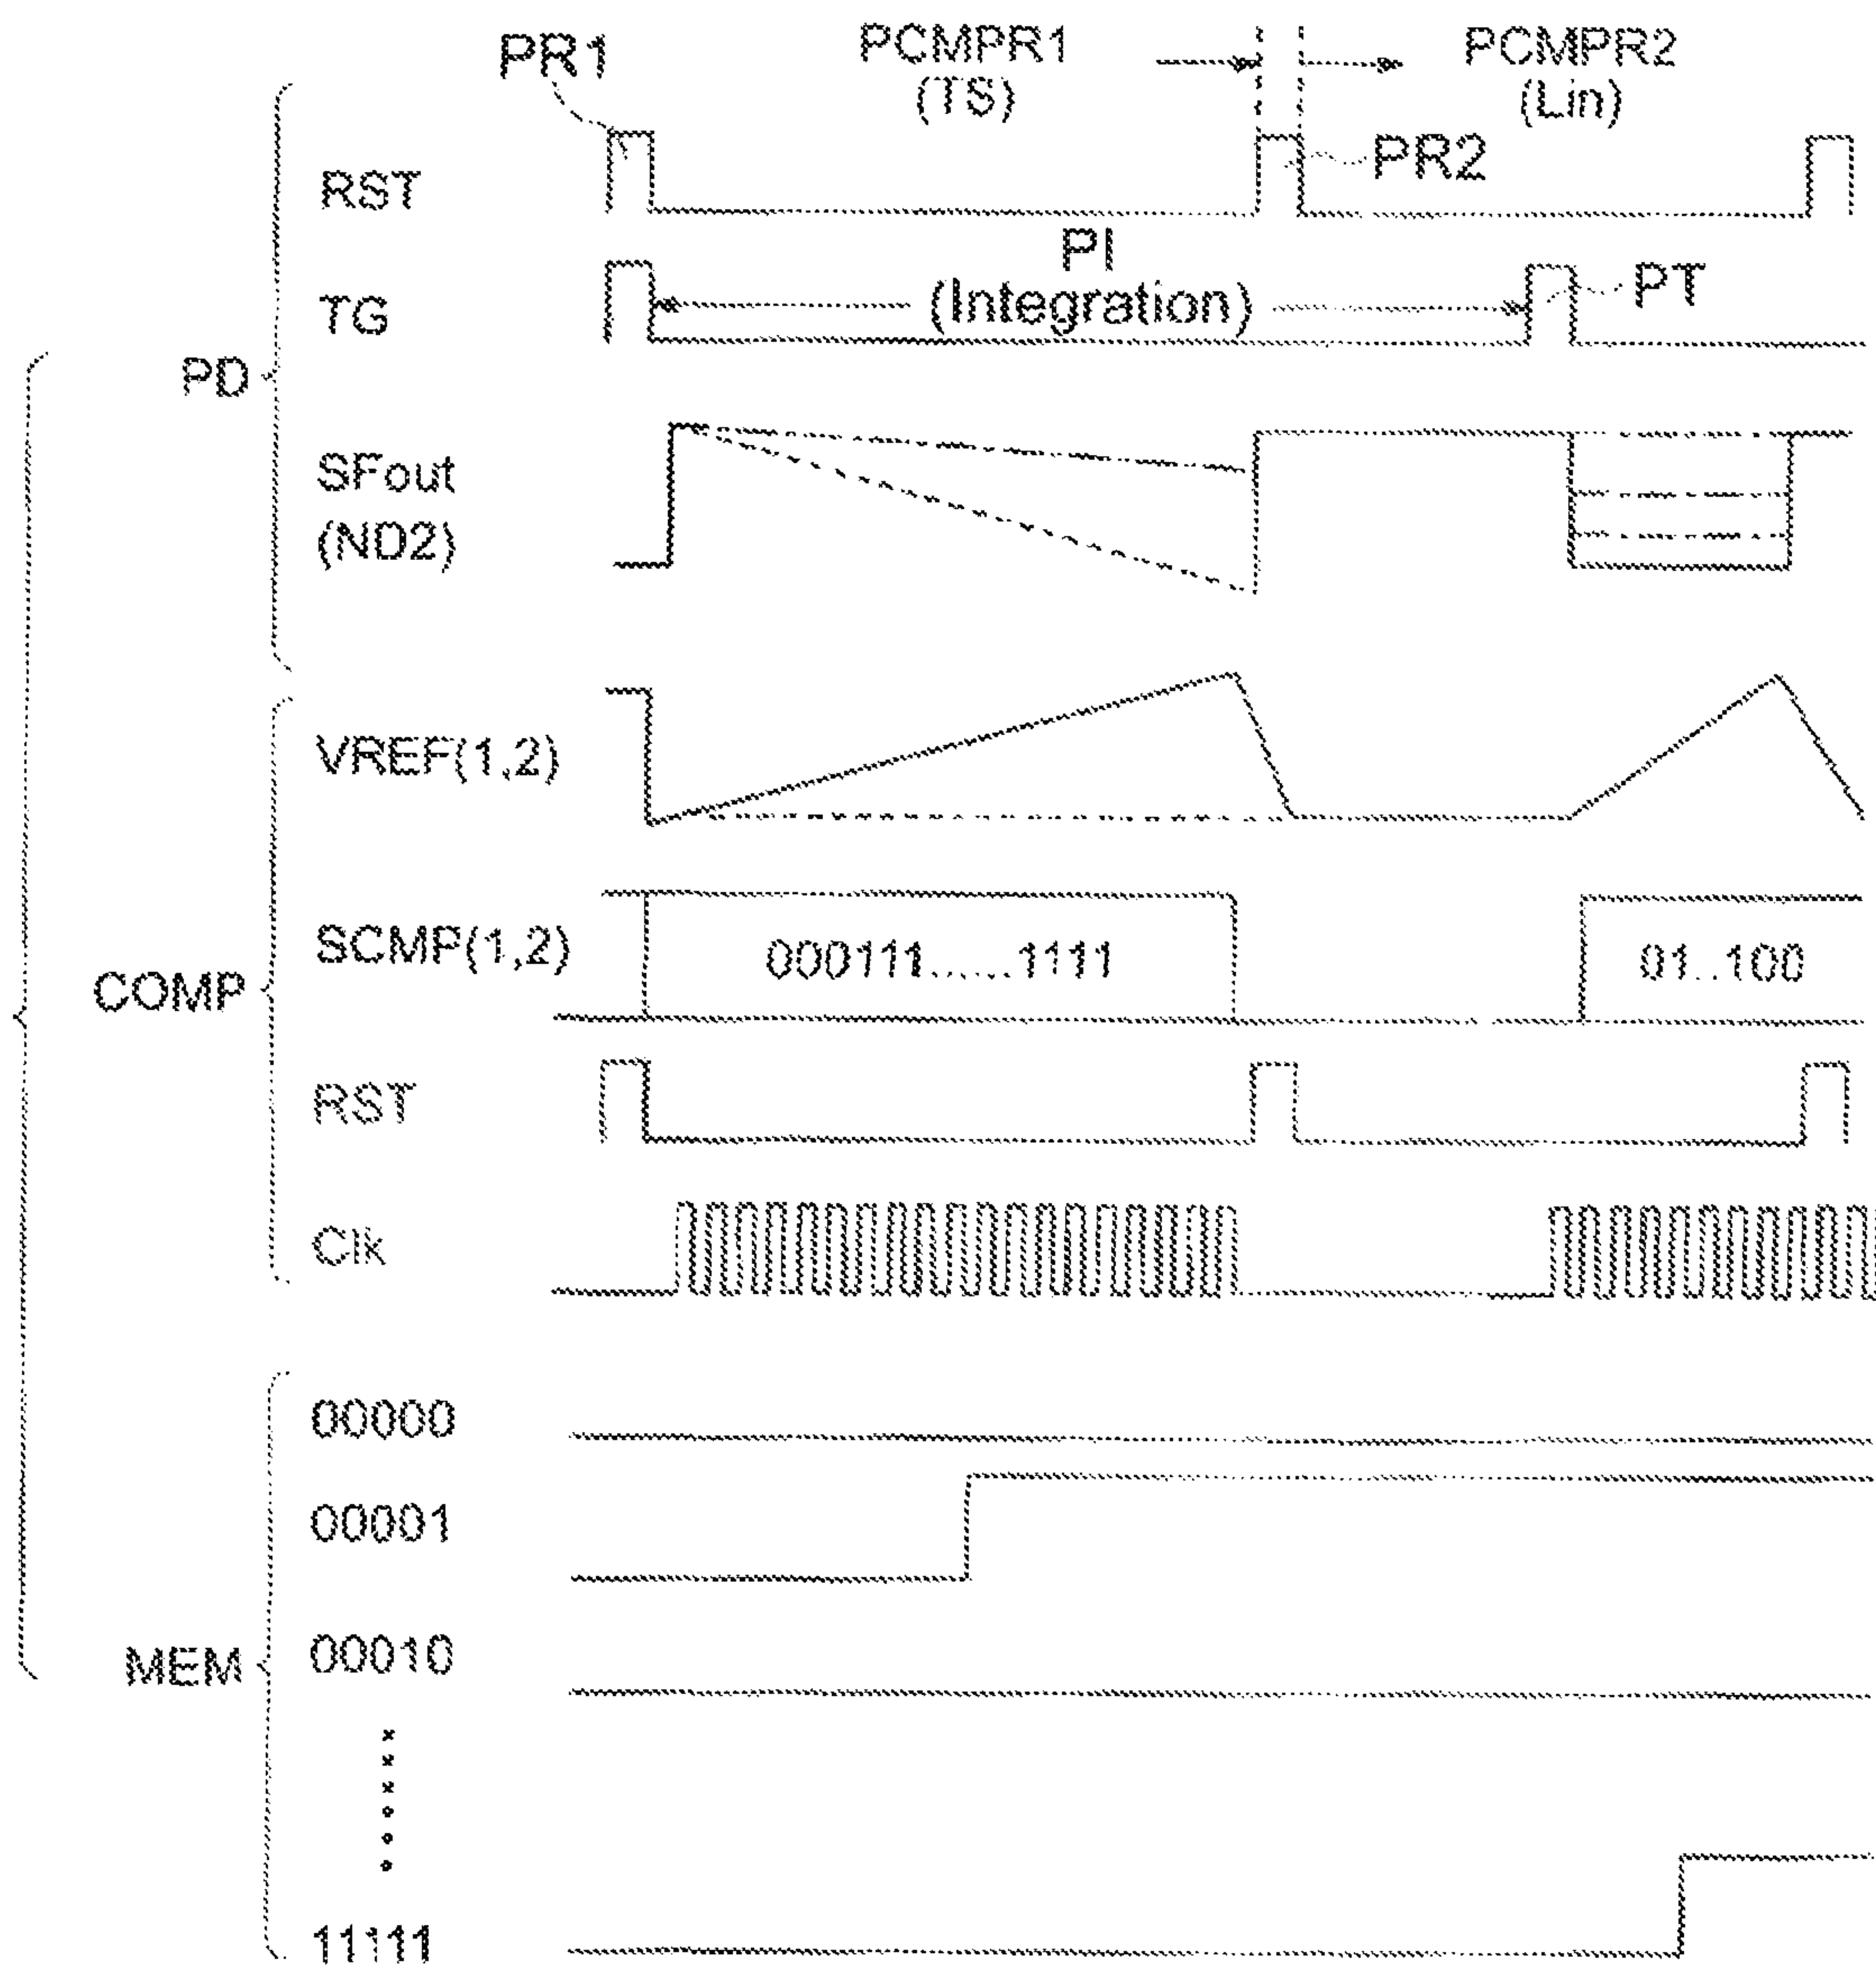 PR1
PCMPR1
(TS)
PCMPR2
(Lin)
RST
PR2
TG
PI
(Integration)
PT
PD
SFout
(ND2)
VREF(1,2)
SCMP(1,2)
000111......1111
01..100
COMP
RST
Clk
00000
00001
00010
MEM
11111